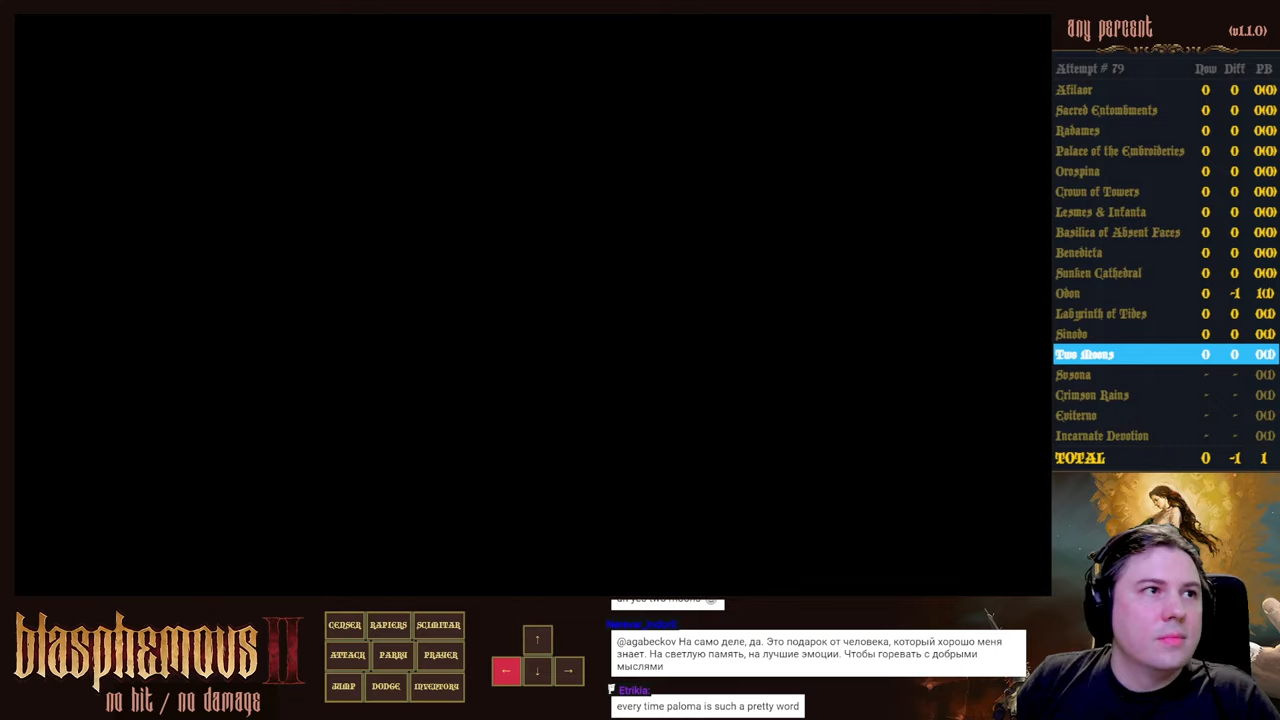 any percent (v1.1.0)
Attempt # 79 Now Diff PB
Afilaor 0 0 0(0)
Sacred Entombments 0 0 0(0)
Radames 0 0 0(0)
Palace of the Embroideries 0 0 0(0)
Orospina 0 0 0(0)
Crown of Towers 0 0 0(0)
Lesmes & Infanta 0 0 0(0)
Basilica of Absent Faces 0 0 0(0)
Benedicta 0 0 0(0)
Sunken Cathedral 0 0 0(0)
Odon 0 -1 1(1)
Labyrinth of Tides 0 0 0(1)
Sinodo 0 0 0(1)
Two Moons 0 0 0(1)
Svsona - - 0(1)
Crimson Rains - - 0(1)
Eviterno - - 0(1)
Incarnate Devotion - - 0(1)
TOTAL 0 -1 1
blasphemous II
no hit / no damage
CENSER RAPIERS SCIMITAR
ATTACK PARRY PRAYER
JUMP DODGE INVENTORY
↑
← ↓ →
@agabeckov На само деле, да. Это подарок от человека, который хорошо меня
знает. На светлую память, на лучшие эмоции. Чтобы горевать с добрыми
мыслями
Etrikia:
every time paloma is such a pretty word